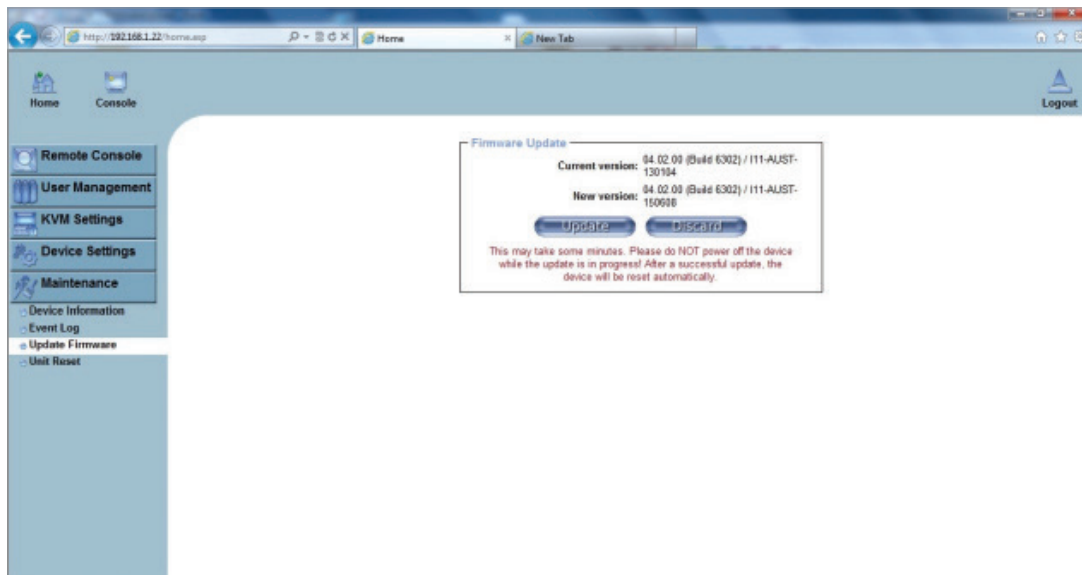 http://192.168.1.22/home.asp
Home
New Tab
Home
Console
Logout
Remote Console
User Management
KVM Settings
Device Settings
Maintenance
Device Information
Event Log
Update Firmware
Unit Reset
Firmware Update
Current version: 04.02.00 (Build 6302) / I11-AUST-
130104
New version: 04.02.00 (Build 6302) / I11-AUST-
150608
Update Discard
This may take some minutes. Please do NOT power off the device
while the update is in progress! After a successful update, the
device will be reset automatically.